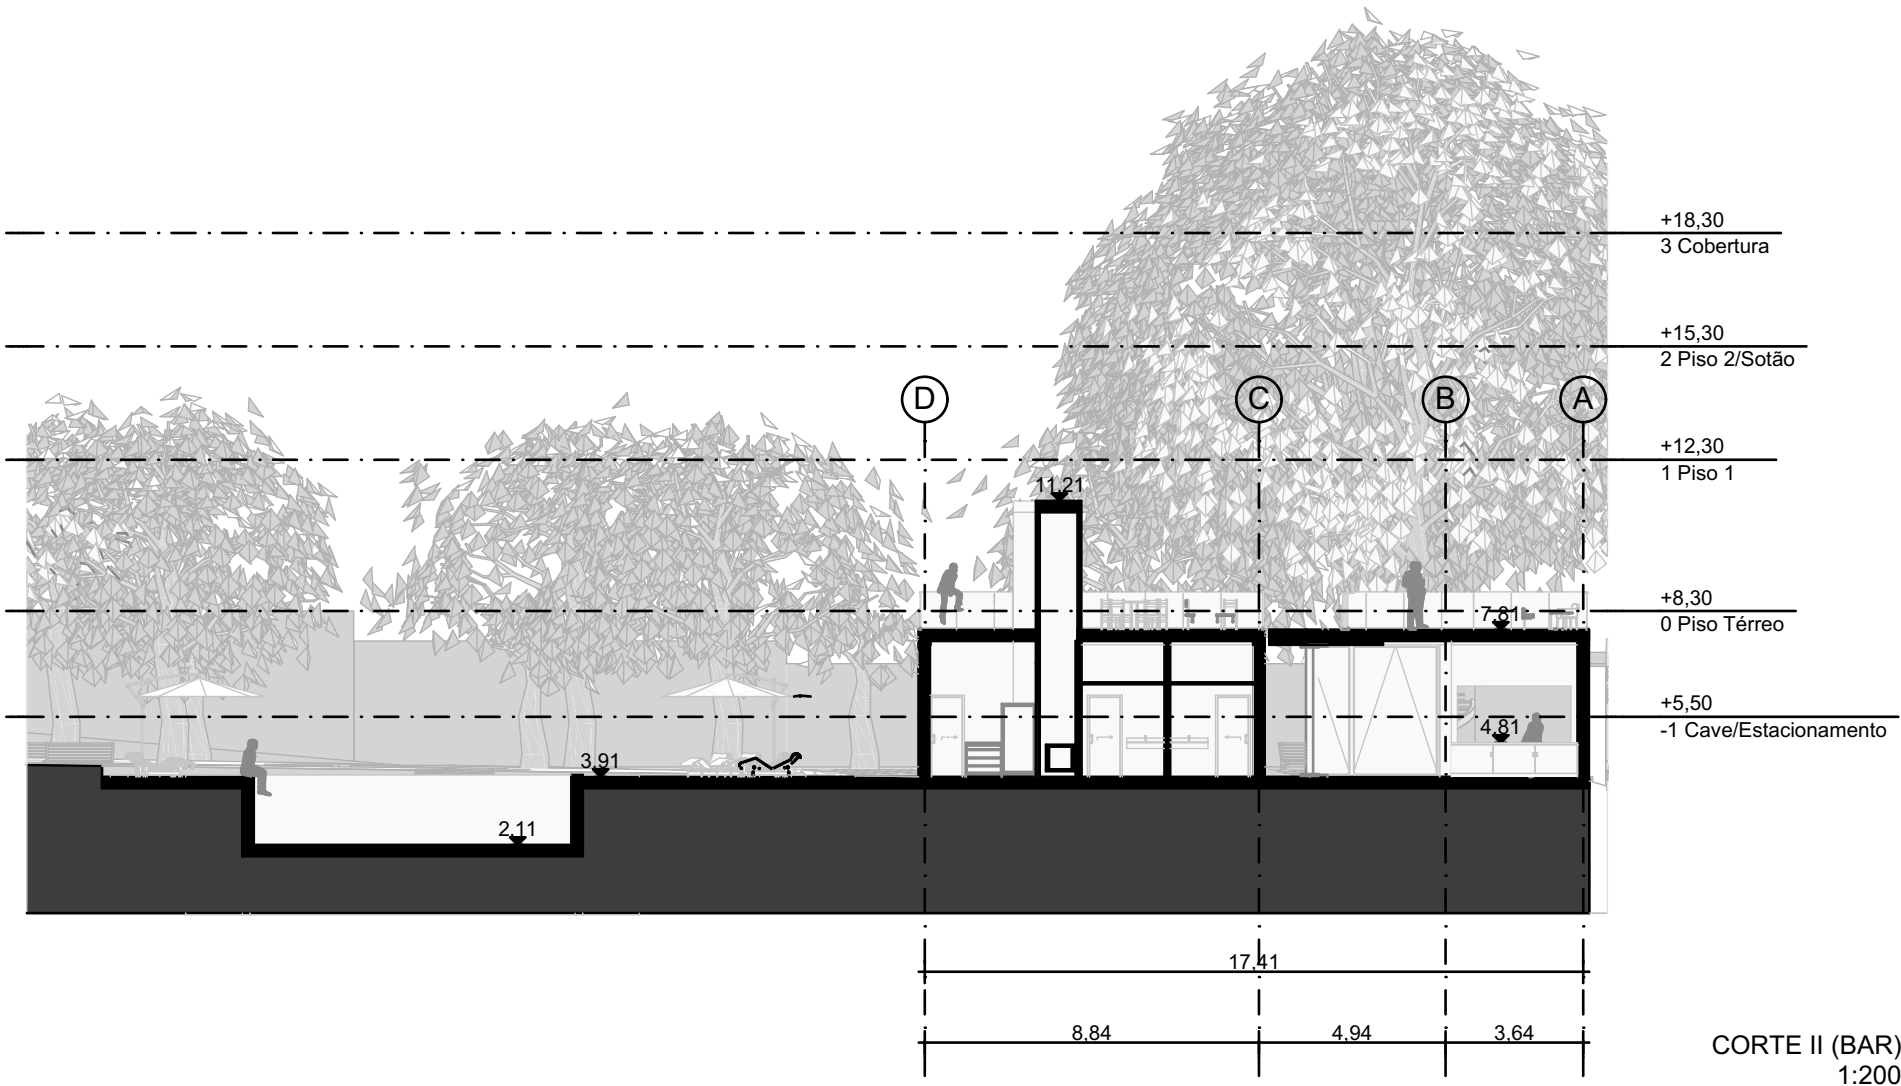 +18,30
3 Cobertura
+15,30
2 Piso 2/Sotão
D
C
B
A
+12,30
1 Piso 1
11,21
+8,30
0 Piso Térreo
7,81
+5,50
-1 Cave/Estacionamento
4,81
3,91
2,11
17,41
8,84
4,94
3,64
CORTE II (BAR)
1:200